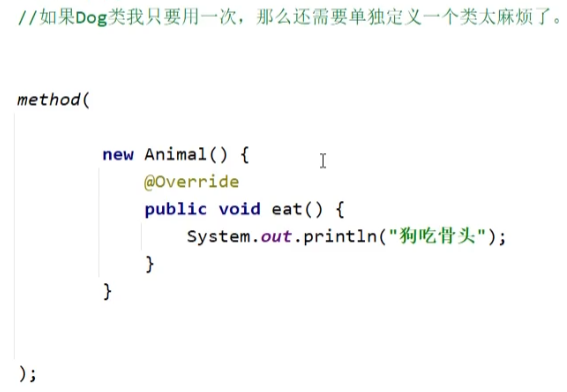 //如果Dog类我只要用一次，那么还需要单独定义一个类太麻烦了。
method(
new Animal() {
@Override
public void eat() {
System.out.println("狗吃骨头");
}
}
);